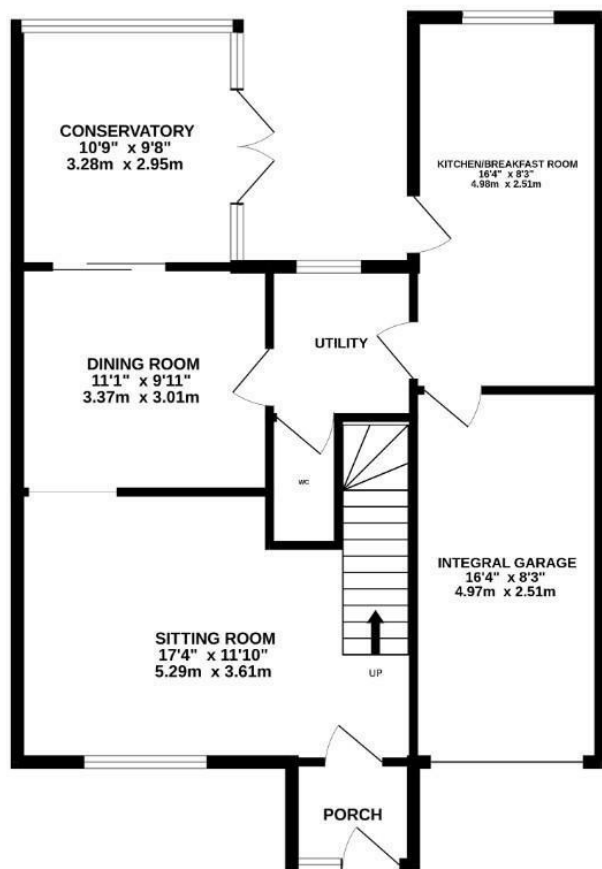 CONSERVATORY
10'9" x 9'8"
3.28m x 2.95m
KITCHEN/BREAKFAST ROOM
16'4" x 8'3"
4.98m x 2.51m
UTILITY
DINING ROOM
11'1" x 9'11"
3.37m x 3.01m
WC
INTEGRAL GARAGE
16'4" x 8'3"
4.97m x 2.51m
SITTING ROOM
17'4" x 11'10"
5.29m x 3.61m
UP
PORCH